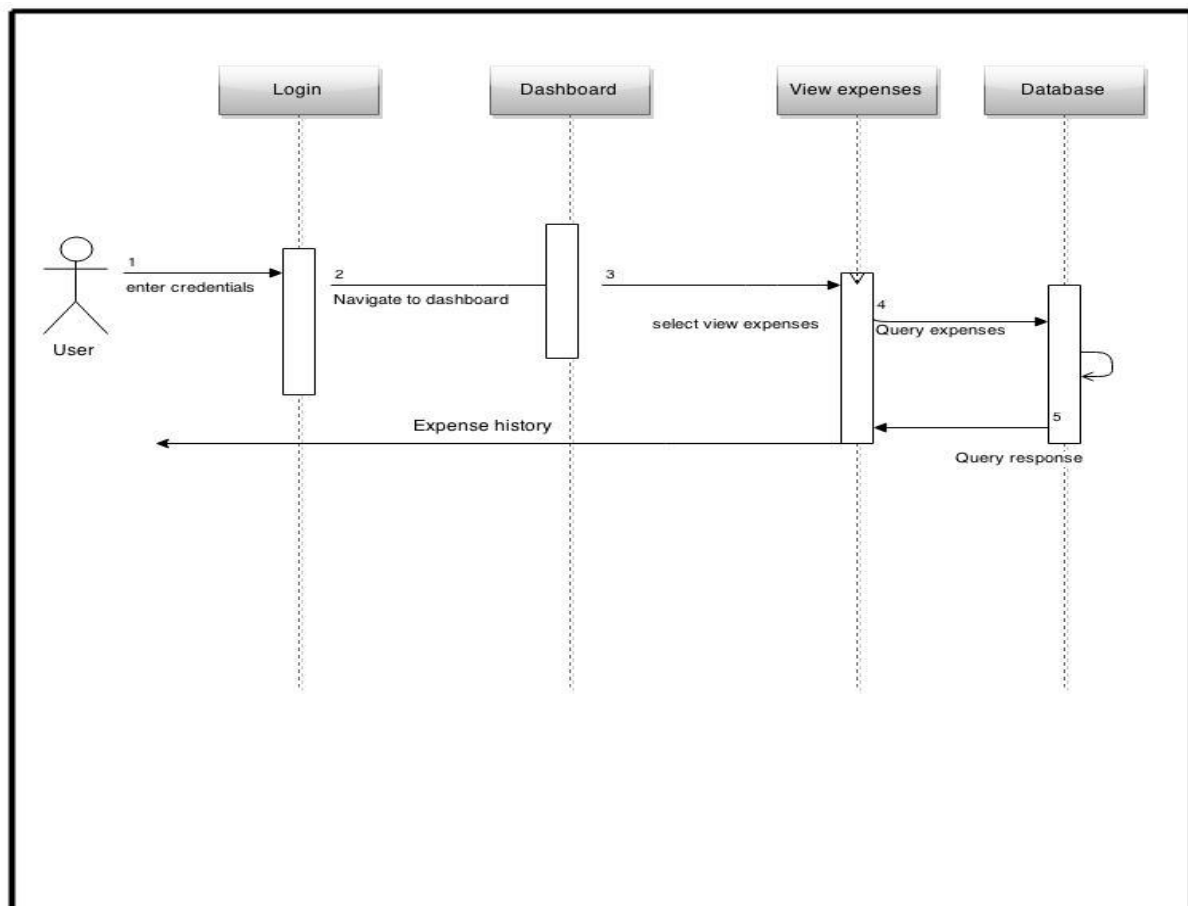 Login
Dashboard
View expenses
Database
1
enter credentials
2
Navigate to dashboard
3
select view expenses
4
Query expenses
User
5
Expense history
Query response